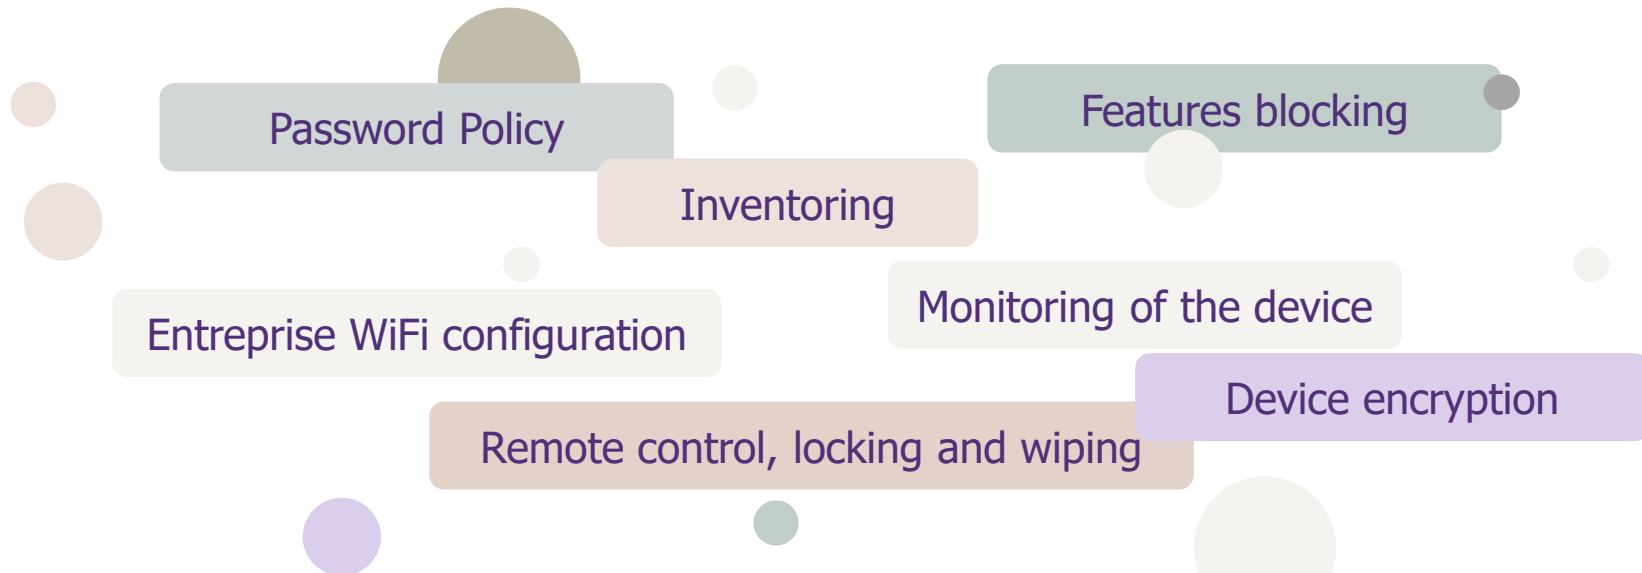 Password Policy
Features blocking
Inventoring
Monitoring of the device
Entreprise WiFi configuration
Device encryption
Remote control, locking and wiping